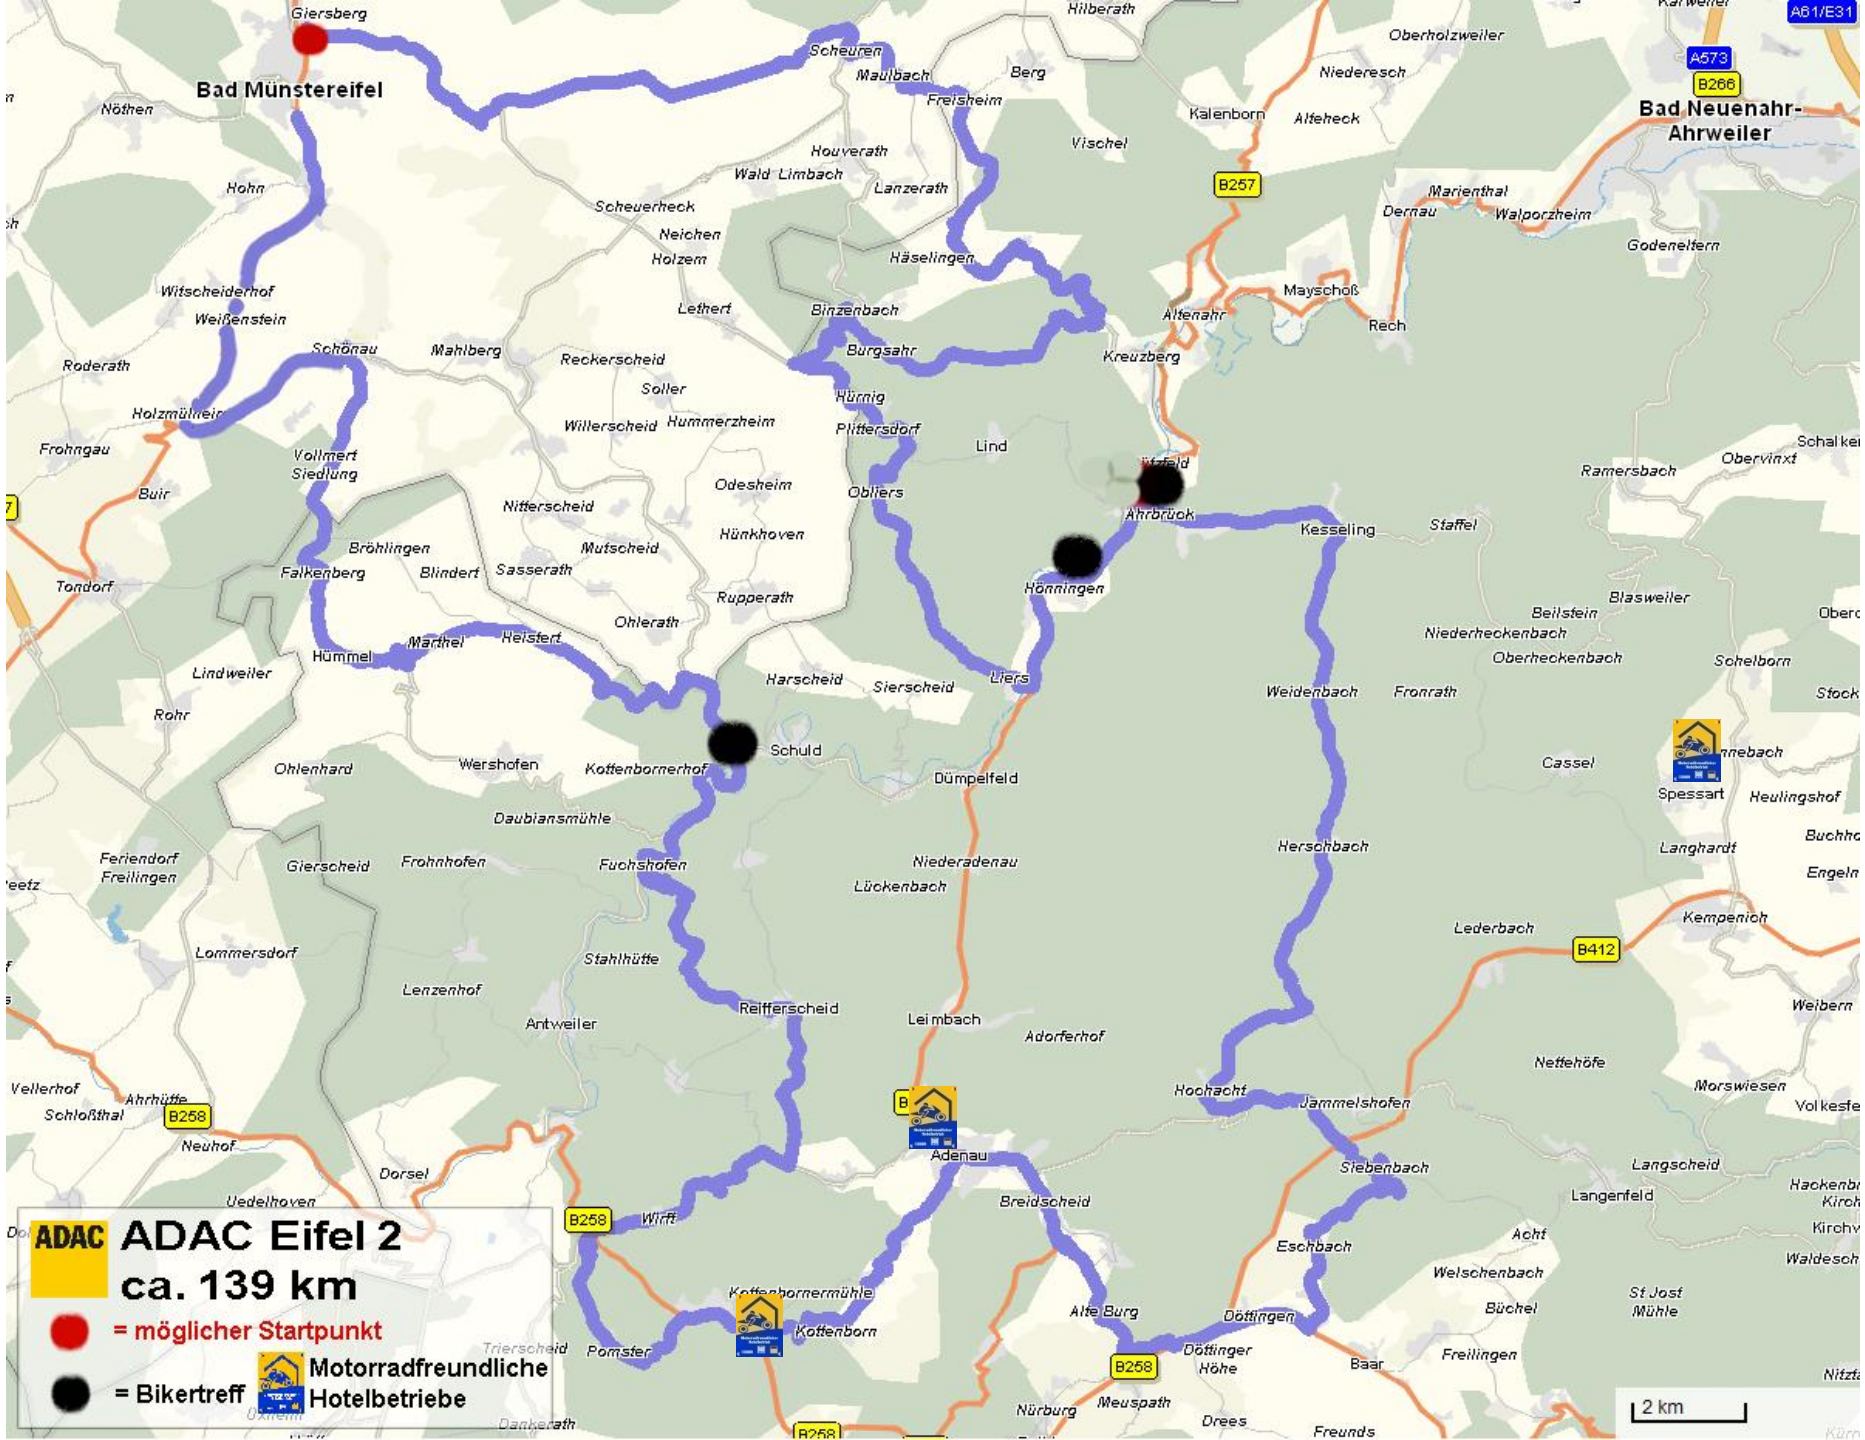 Giersberg
Hilberath
A61/E31
Oberholzweiler
Scheuren
A573
Maulbach
Berg
Niederesch
B266
Bad Münstereifel
Freisheim
Nöthen
Kalenborn
Alteheck
Bad Neuenahr-
Ahrweiler
Vischel
Houverath
Wald Limbach
Lanzerath
Hohn
B257
Marienthal
Scheuerheck
Dernau
Walporzheim
Neichen
Holzem
Häselingen
Godeneltern
Witscheiderhof
Mayschoß
Weißenstein
Lethert
Binzenbach
Altenahr
Rech
Schönau
Mahlberg
Reckerscheid
Burgsahr
Kreuzberg
Roderath
Soller
Hürnig
Holzmülheim
Willerscheid
Hummerzheim
Plittersdorf
Frohngau
Lind
Vollmert
Siedlung
Obervinxt
Ramersbach
Buir
Odesheim
Obliers
Nitterscheid
Ahrbrück
Hünkhoven
Kesseling
Staffel
Bröhlingen
Mutscheid
Falkenberg
Blindert
Sasserath
Tondorf
Hönningen
Rupperath
Blasweiler
Beilstein
Ohlerath
Niederheckenbach
Marthel
Heistert
Hümmel
Oberheckenbach
Schelborn
Lindweiler
Harscheid
Sierscheid
Liers
Weidenbach
Fronrath
Rohr
Schuld
Cassel
Ohlenhard
Wershofen
Kottenbornerhof
Dümpelfeld
Spessart
Heulingshof
Daubiansmühle
Herschbach
Langhardt
Feriendorf
Freilingen
Gierscheid
Frohnhofen
Fuchshofen
Niederadenau
Lückenbach
Kempenich
Lederbach
B412
Lommersdorf
Stahlhütte
Lenzenhof
Reifferscheid
Weibern
Antweiler
Leimbach
Adorferhof
Nettehöfe
Vellerhof
Ahrhütte
Hochacht
Morswiesen
Schloßthal
B258
Jammelshofen
Neuhof
Adenau
Siebenbach
Langscheid
Dorsel
Langenfeld
Uedelhoven
Breidscheid
B258
Wirft
Achf
Eschbach
Welschenbach
Kottenbornermühle
Büchel
St Jost
Mühle
Alte Burg
Döttingen
Kottenborn
Trierscheid
Pomster
Döttinger
Höhe
Freilingen
Baar
B258
Meuspath
Nürburg
Drees
Dankerath
B258
Freunds
ADAC
ADAC Eifel 2
ca. 139 km
= möglicher Startpunkt
= Bikertreff
Motorradfreundliche
Hotelbetriebe
2 km